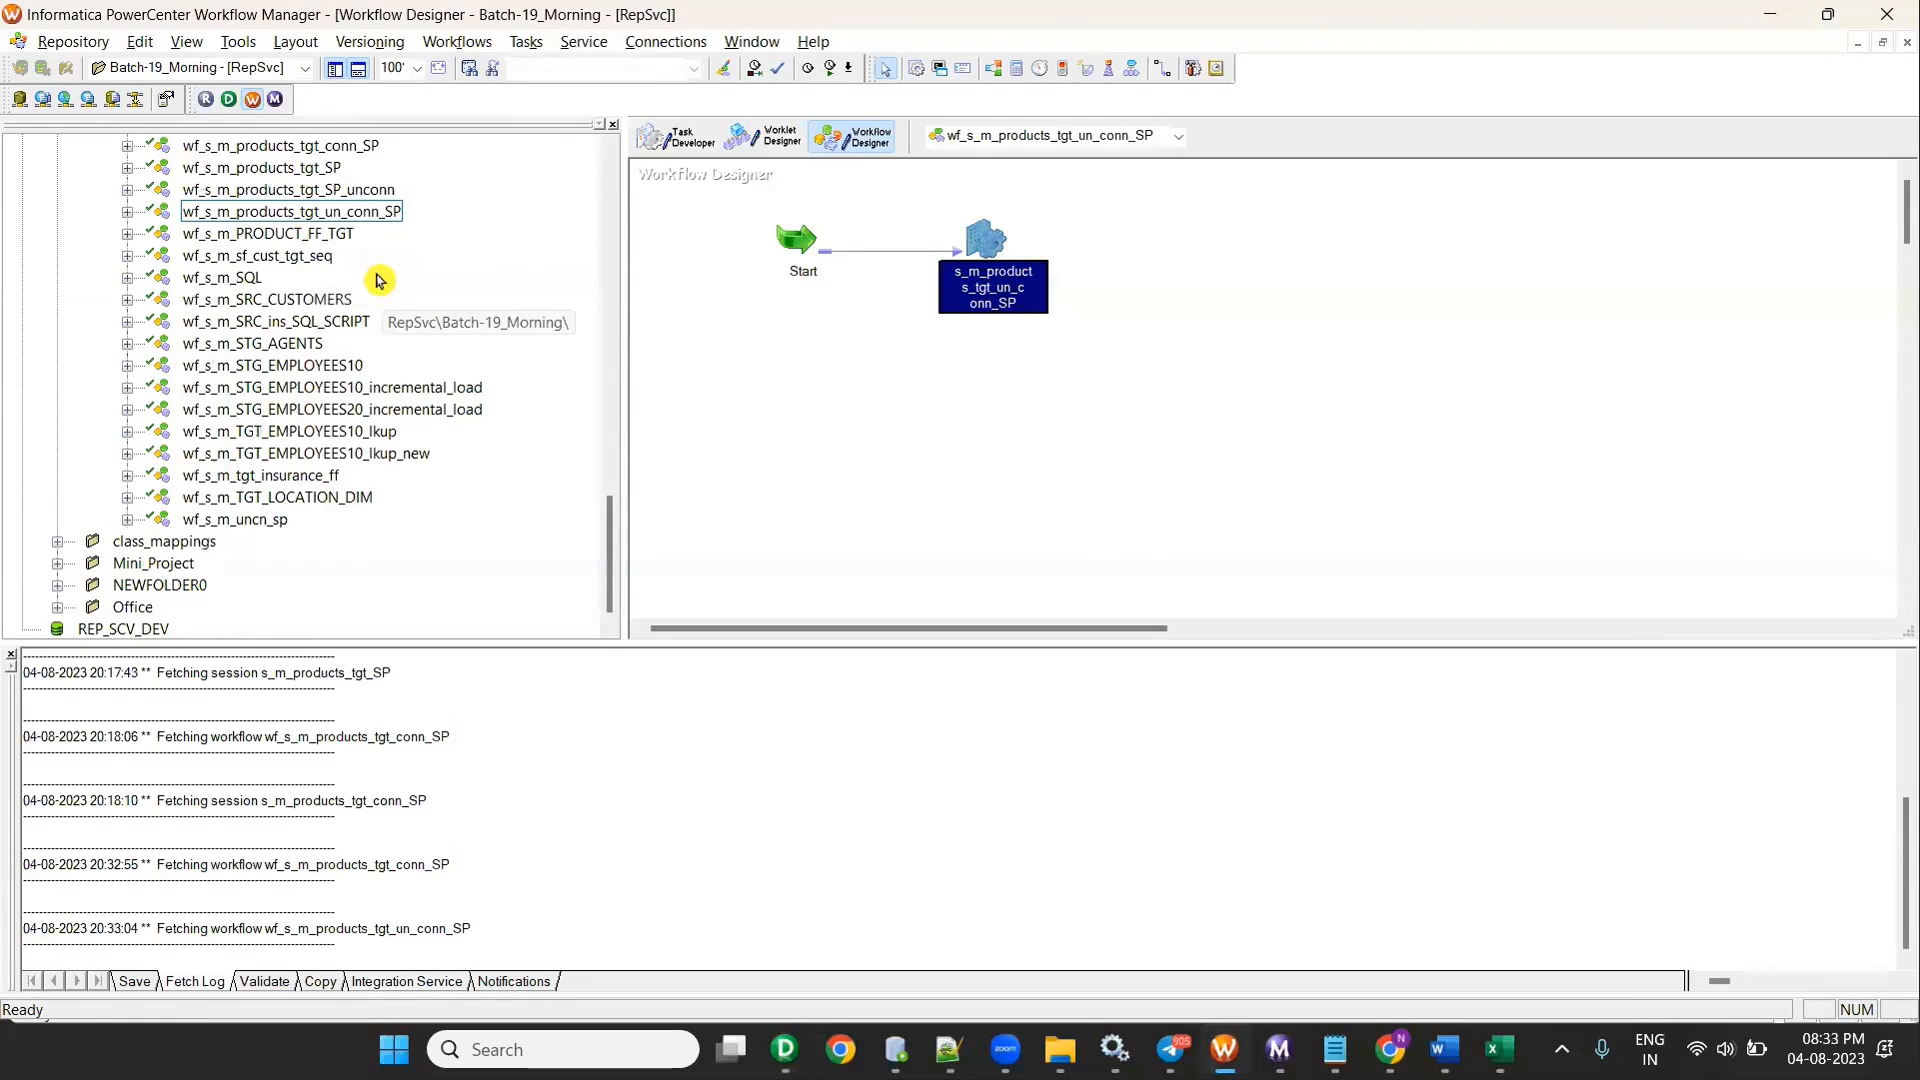 Informatica PowerCenter Workflow Manager - [Workflow Designer - Batch-19_Morning - [RepSvc]]
Repository Edit View Tools Layout Versioning Workflows Tasks Service Connections Window Help
Batch-19_Morning - [RepSvc] 100'
R D W M
wf_s_m_products_tgt_conn_SP
wf_s_m_products_tgt_SP
wf_s_m_products_tgt_SP_unconn
wf_s_m_products_tgt_un_conn_SP
wf_s_m_PRODUCT_FF_TGT
wf_s_m_sf_cust_tgt_seq
wf_s_m_SQL
wf_s_m_SRC_CUSTOMERS
wf_s_m_SRC_ins_SQL_SCRIPT
RepSvc\Batch-19_Morning\
wf_s_m_STG_AGENTS
wf_s_m_STG_EMPLOYEES10
wf_s_m_STG_EMPLOYEES10_incremental_load
wf_s_m_STG_EMPLOYEES20_incremental_load
wf_s_m_TGT_EMPLOYEES10_lkup
wf_s_m_TGT_EMPLOYEES10_lkup_new
wf_s_m_tgt_insurance_ff
wf_s_m_TGT_LOCATION_DIM
wf_s_m_uncn_sp
class_mappings
Mini_Project
NEWFOLDER0
Office
REP_SCV_DEV
Task Developer
Worklet Designer
Workflow Designer
wf_s_m_products_tgt_un_conn_SP
Workflow Designer
Start
s_m_product
s_tgt_un_c
onn_SP
04-08-2023 20:17:43 ** Fetching session s_m_products_tgt_SP
04-08-2023 20:18:06 ** Fetching workflow wf_s_m_products_tgt_conn_SP
04-08-2023 20:18:10 ** Fetching session s_m_products_tgt_conn_SP
04-08-2023 20:32:55 ** Fetching workflow wf_s_m_products_tgt_conn_SP
04-08-2023 20:33:04 ** Fetching workflow wf_s_m_products_tgt_un_conn_SP
Save Fetch Log Validate Copy Integration Service Notifications
Ready
NUM
Search
D
zoom
905
W
M
N
W
X
ENG
IN
08:33 PM
04-08-2023